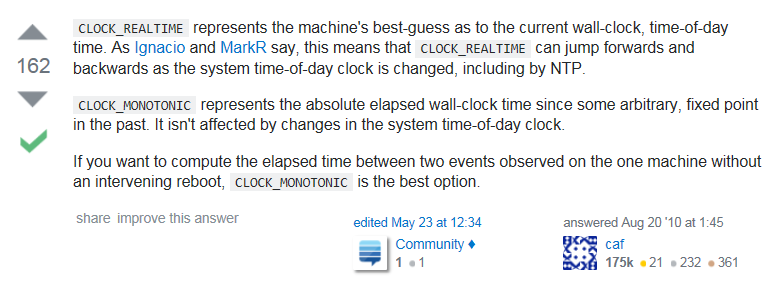 CLOCK_REALTIME represents the machine's best-guess as to the current wall-clock, time-of-day
time. As Ignacio and MarkR say, this means that CLOCK_REALTIME can jump forwards and
backwards as the system time-of-day clock is changed, including by NTP.
162
CLOCK_MONOTONIC represents the absolute elapsed wall-clock time since some arbitrary, fixed point
in the past. It isn't affected by changes in the system time-of-day clock.
If you want to compute the elapsed time between two events observed on the one machine without
an intervening reboot, CLOCK_MONOTONIC is the best option.
share improve this answer
edited May 23 at 12:34
Community ♦
1 ● 1
answered Aug 20 '10 at 1:45
caf
175k ● 21 ● 232 ● 361